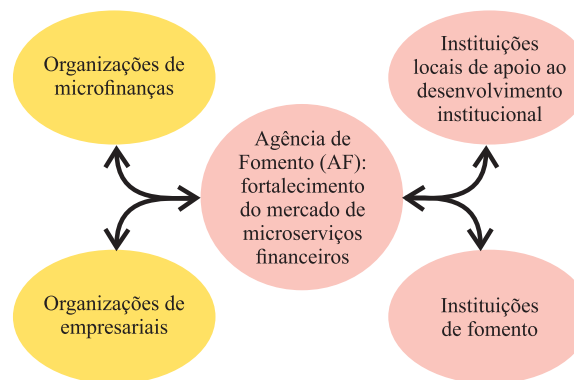 Organizações de
microfinanças
Instituições
locais de apoio ao
desenvolvimento
institucional
Agência de
Fomento (AF):
fortalecimento
do mercado de
microserviços
financeiros
Organizações de
empresariais
Instituições
de fomento